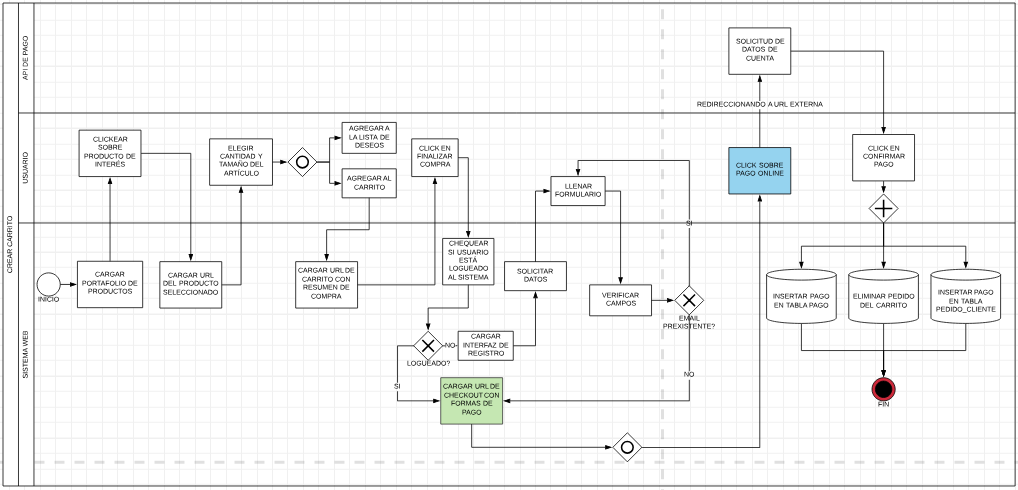 CREAR CARRITO
API DE PAGO
SOLICITUD DE
DATOS DE
CUENTA
REDIRECCIONANDO A URL EXTERNA
USUARIO
CLICKEAR
SOBRE
PRODUCTO DE
INTERÉS
ELEGIR
CANTIDAD Y
TAMAÑO DEL
ARTÍCULO
AGREGAR A
LA LISTA DE
DESEOS
AGREGAR AL
CARRITO
CLICK EN
FINALIZAR
COMPRA
LLENAR
FORMULARIO
CLICK SOBRE
PAGO ONLINE
CLICK EN
CONFIRMAR
PAGO
SISTEMA WEB
INICIO
CARGAR
PORTAFOLIO DE
PRODUCTOS
CARGAR URL
DEL PRODUCTO
SELECCIONADO
CARGAR URL DE
CARRITO CON
RESUMEN DE
COMPRA
CHEQUEAR
SI USUARIO
ESTÁ
LOGUEADO
AL SISTEMA
LOGUEADO?
NO
SI
CARGAR
INTERFAZ DE
REGISTRO
SOLICITAR
DATOS
VERIFICAR
CAMPOS
EMAIL
PREXISTENTE?
SI
NO
CARGAR URL DE
CHECKOUT CON
FORMAS DE
PAGO
INSERTAR PAGO
EN TABLA PAGO
ELIMINAR PEDIDO
DEL CARRITO
INSERTAR PAGO
EN TABLA
PEDIDO_CLIENTE
FIN